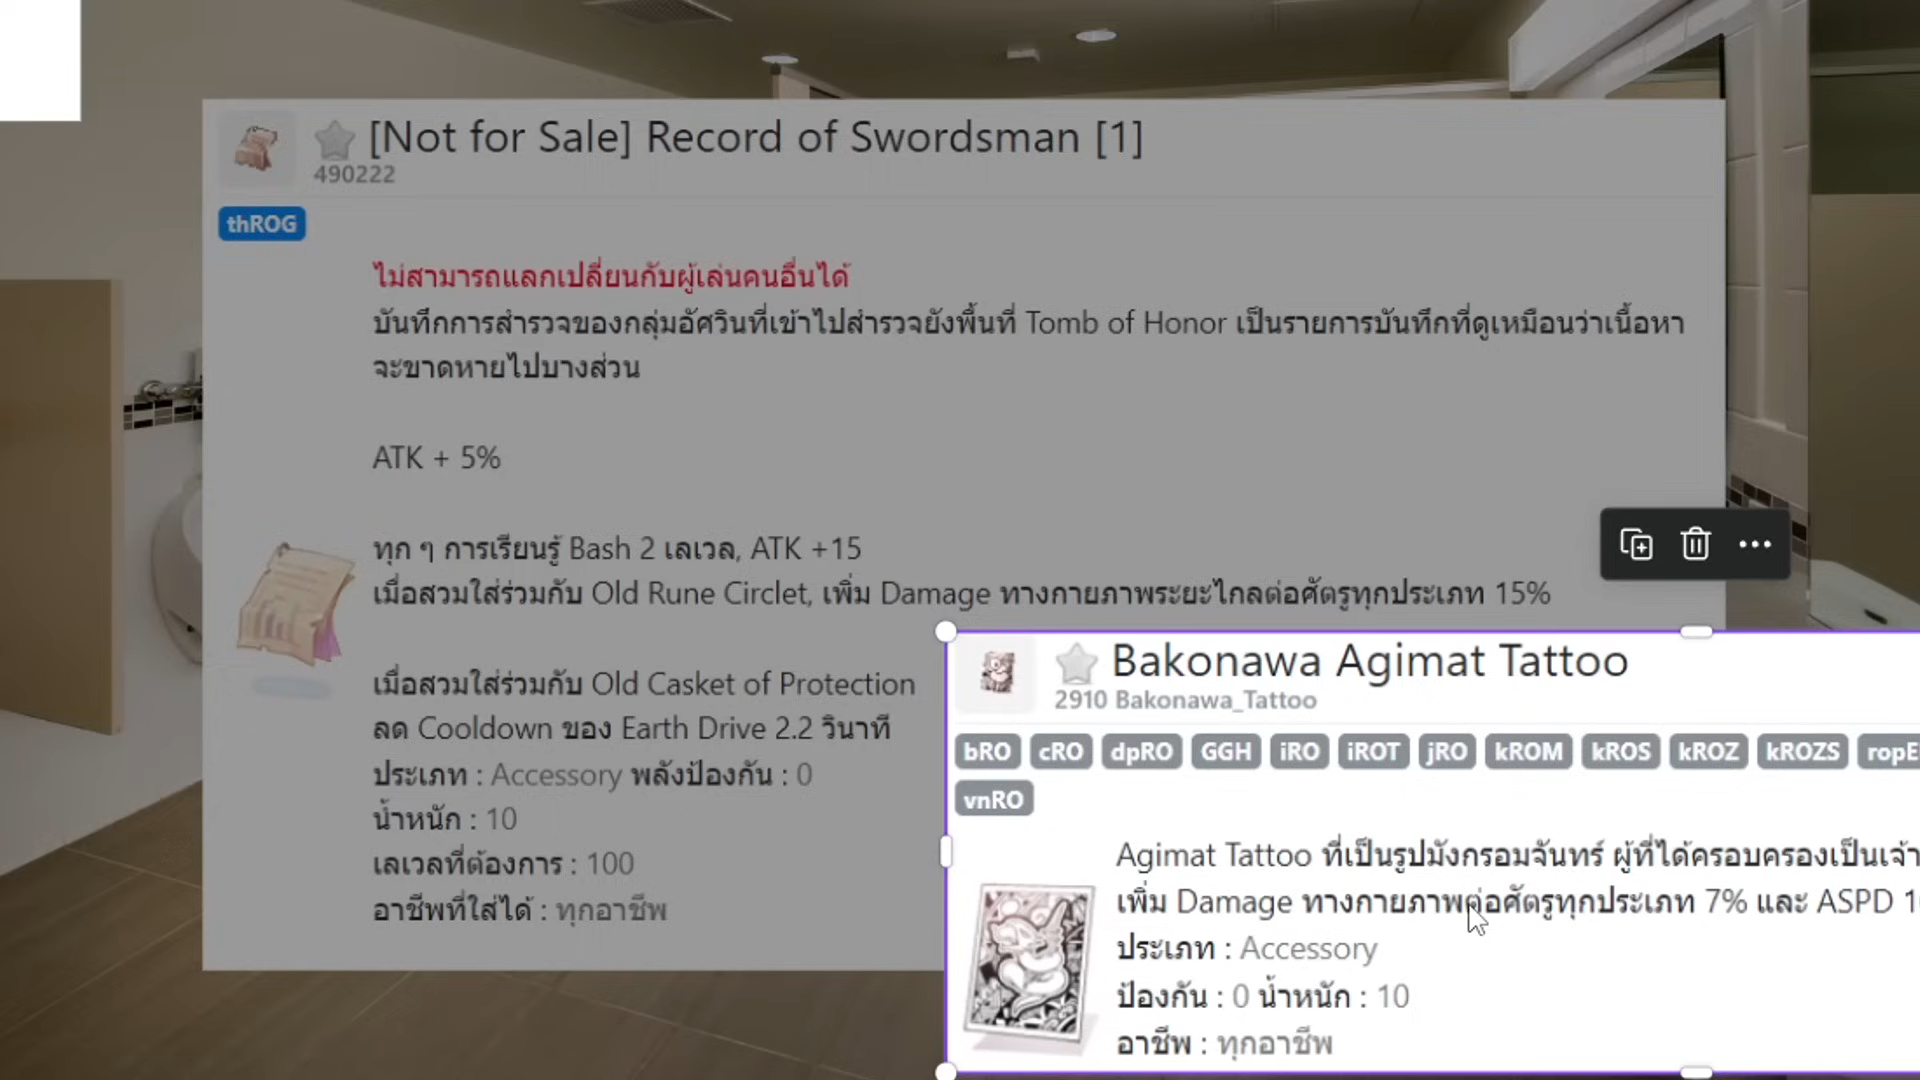 [Not for Sale] Record of Swordsman [1]
490222
thROG
ไม่สามารถแลกเปลี่ยนกับผู้เล่นคนอื่นได้
บันทึกการสำรวจของกลุ่มอัศวินที่เข้าไปสำรวจยังพื้นที่ Tomb of Honor เป็นรายการบันทึกที่ดูเหมือนว่าเนื้อหา
จะขาดหายไปบางส่วน
ATK + 5%
ทุก ๆ การเรียนรู้ Bash 2 เลเวล, ATK +15
เมื่อสวมใส่ร่วมกับ Old Rune Circlet, เพิ่ม Damage ทางกายภาพระยะไกลต่อศัตรูทุกประเภท 15%
เมื่อสวมใส่ร่วมกับ Old Casket of Protection
ลด Cooldown ของ Earth Drive 2.2 วินาที
ประเภท : Accessory พลังป้องกัน : 0
น้ำหนัก : 10
เลเวลที่ต้องการ : 100
อาชีพที่ใส่ได้ : ทุกอาชีพ
Bakonawa Agimat Tattoo
2910 Bakonawa_Tattoo
bRO cRO dpRO GGH iRO iROT jRO kROM kROS kROZ kROZS ropE
vnRO
Agimat Tattoo ที่เป็นรูปมังกรอมจันทร์ ผู้ที่ได้ครอบครองเป็นเจ้า
เพิ่ม Damage ทางกายภาพต่อศัตรูทุกประเภท 7% และ ASPD
ประเภท : Accessory
ป้องกัน : 0 น้ำหนัก : 10
อาชีพ : ทุกอาชีพ